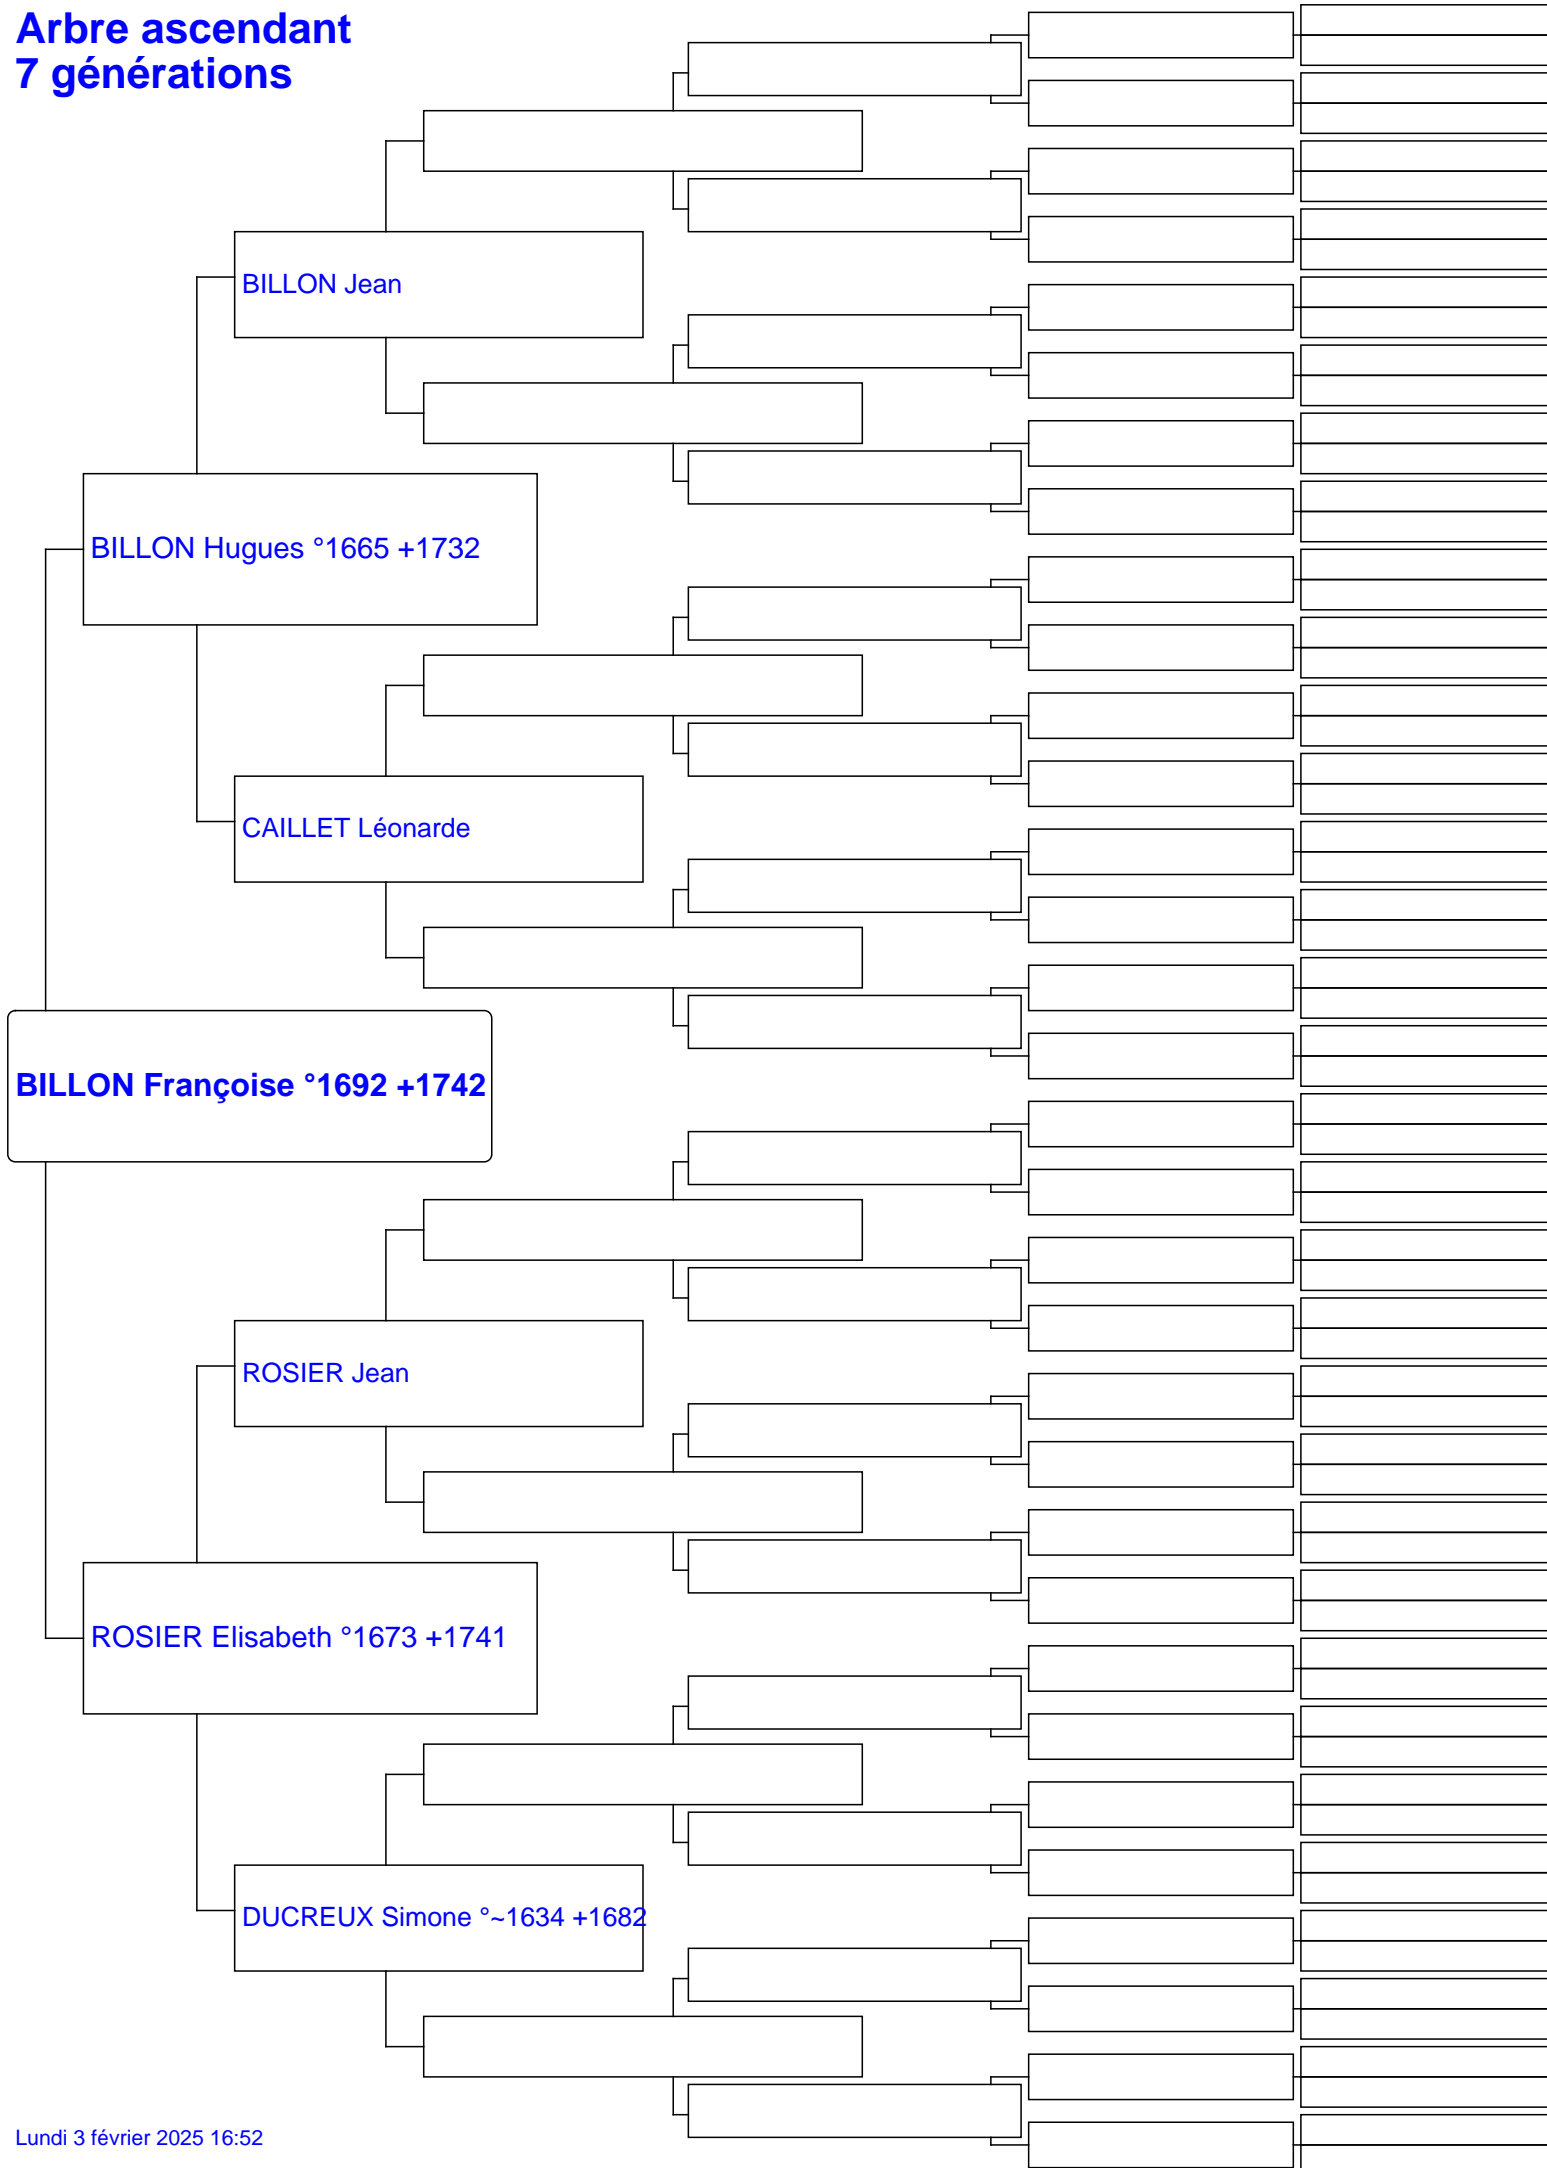 Arbre ascendant
7 générations
BILLON Jean
BILLON Hugues °1665 +1732
CAILLET Léonarde
BILLON Françoise °1692 +1742
ROSIER Jean
ROSIER Elisabeth °1673 +1741
DUCREUX Simone °~1634 +1682
Lundi 3 février 2025 16:52